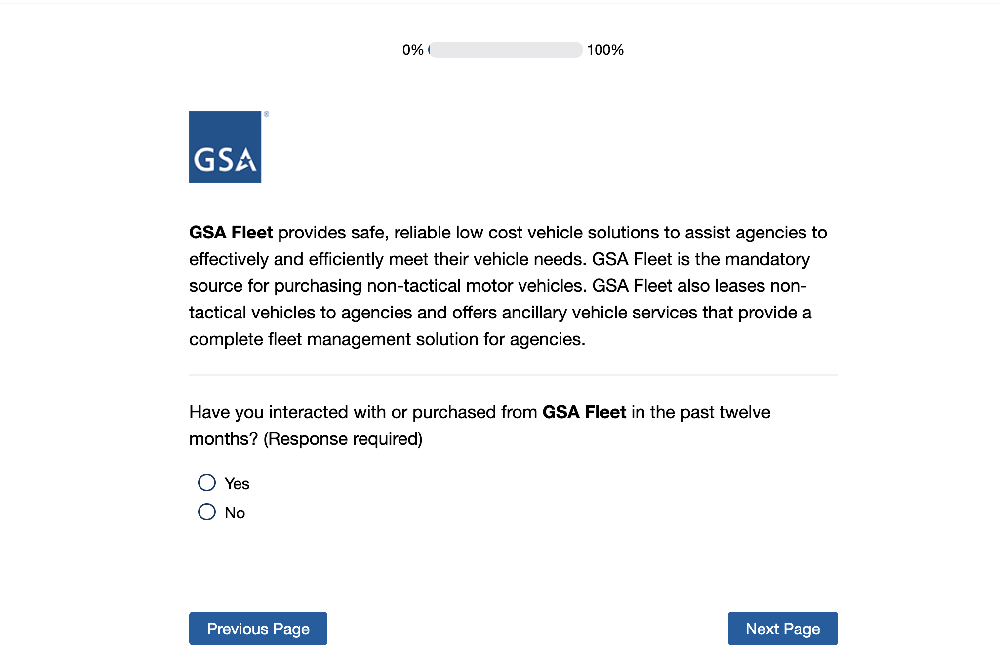 0% 100%
GSA ®
GSA Fleet provides safe, reliable low cost vehicle solutions to assist agencies to
effectively and efficiently meet their vehicle needs. GSA Fleet is the mandatory
source for purchasing non-tactical motor vehicles. GSA Fleet also leases non-
tactical vehicles to agencies and offers ancillary vehicle services that provide a
complete fleet management solution for agencies.
Have you interacted with or purchased from GSA Fleet in the past twelve
months? (Response required)
Yes
No
Previous Page Next Page